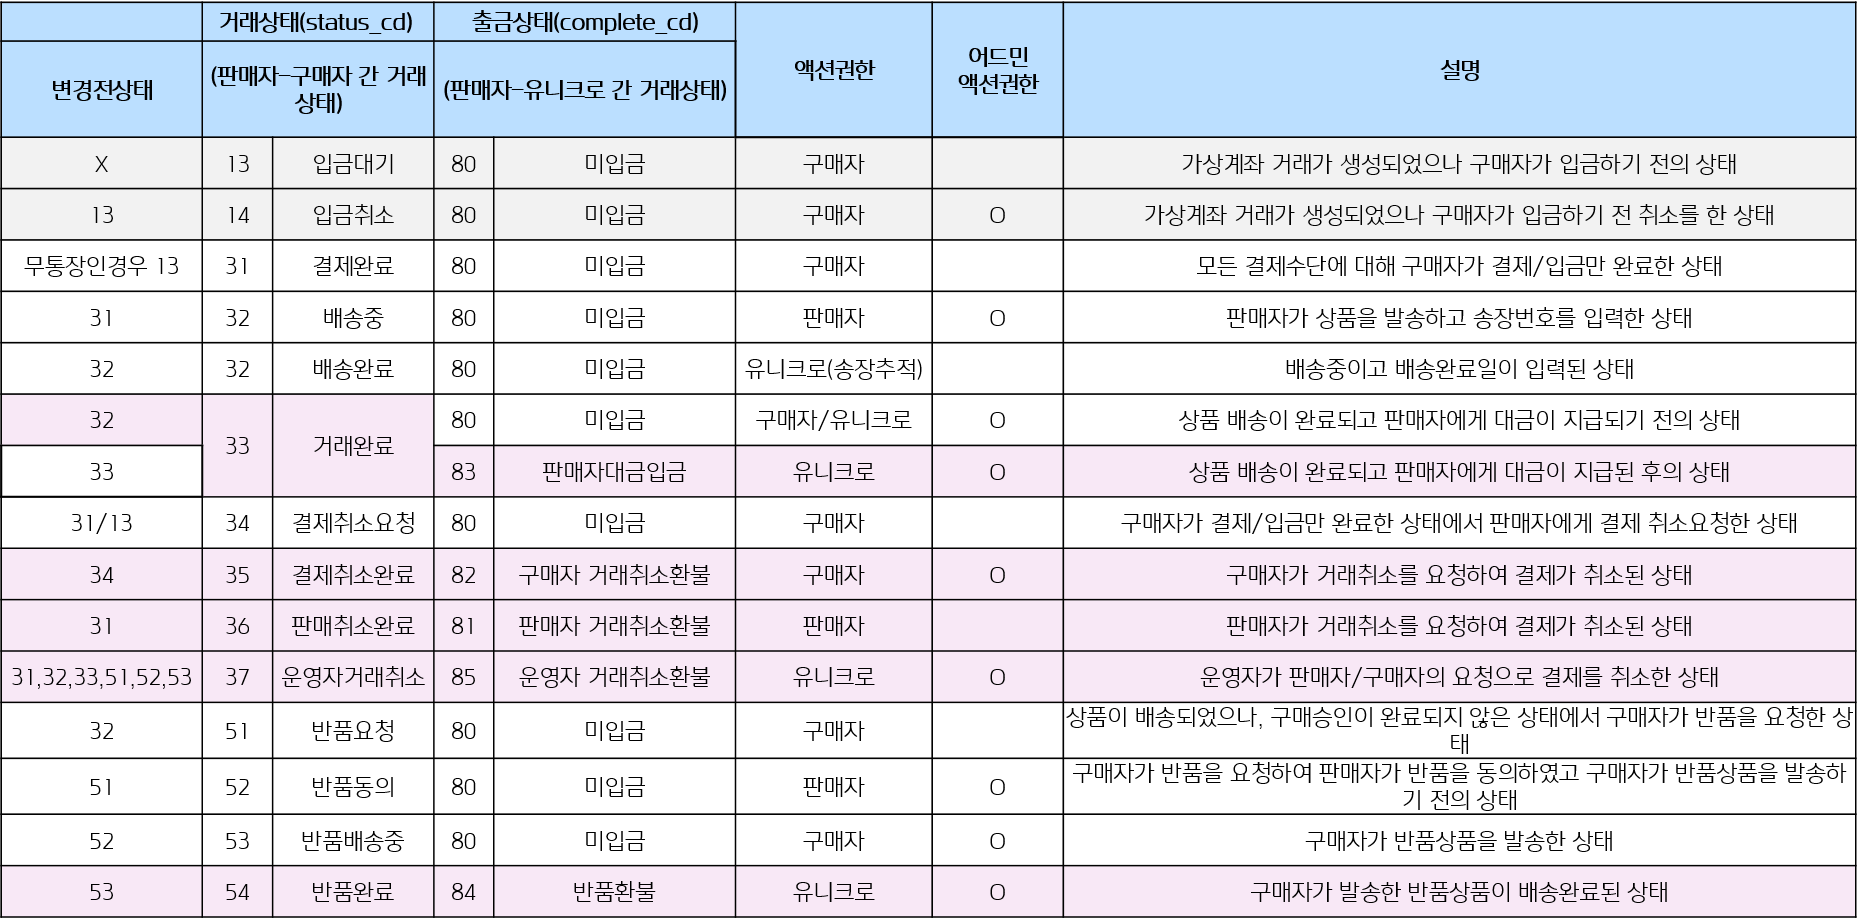 거래상태(status_cd) 출금상태(complete_cd) 액션권한 어드민
액션권한 설명
변경전상태 (판매자-구매자 간 거래
상태) (판매자-유니크로 간 거래상태)
X 13 입금대기 80 미입금 구매자 가상계좌 거래가 생성되었으나 구매자가 입금하기 전의 상태
13 14 입금취소 80 미입금 구매자 O 가상계좌 거래가 생성되었으나 구매자가 입금하기 전 취소를 한 상태
무통장인경우 13 31 결제완료 80 미입금 구매자 모든 결제수단에 대해 구매자가 결제/입금만 완료한 상태
31 32 배송중 80 미입금 판매자 O 판매자가 상품을 발송하고 송장번호를 입력한 상태
32 32 배송완료 80 미입금 유니크로(송장추적) 배송중이고 배송완료일이 입력된 상태
32 33 거래완료 80 미입금 구매자/유니크로 O 상품 배송이 완료되고 판매자에게 대금이 지급되기 전의 상태
33 83 판매자대금입금 유니크로 O 상품 배송이 완료되고 판매자에게 대금이 지급된 후의 상태
31/13 34 결제취소요청 80 미입금 구매자 구매자가 결제/입금만 완료한 상태에서 판매자에게 결제 취소요청한 상태
34 35 결제취소완료 82 구매자 거래취소환불 구매자 O 구매자가 거래취소를 요청하여 결제가 취소된 상태
31 36 판매취소완료 81 판매자 거래취소환불 판매자 판매자가 거래취소를 요청하여 결제가 취소된 상태
31,32,33,51,52,53 37 운영자거래취소 85 운영자 거래취소환불 유니크로 O 운영자가 판매자/구매자의 요청으로 결제를 취소한 상태
32 51 반품요청 80 미입금 구매자 상품이 배송되었으나, 구매승인이 완료되지 않은 상태에서 구매자가 반품을 요청한 상
태
51 52 반품동의 80 미입금 판매자 O 구매자가 반품을 요청하여 판매자가 반품을 동의하였고 구매자가 반품상품을 발송하
기 전의 상태
52 53 반품배송중 80 미입금 구매자 O 구매자가 반품상품을 발송한 상태
53 54 반품완료 84 반품환불 유니크로 O 구매자가 발송한 반품상품이 배송완료된 상태